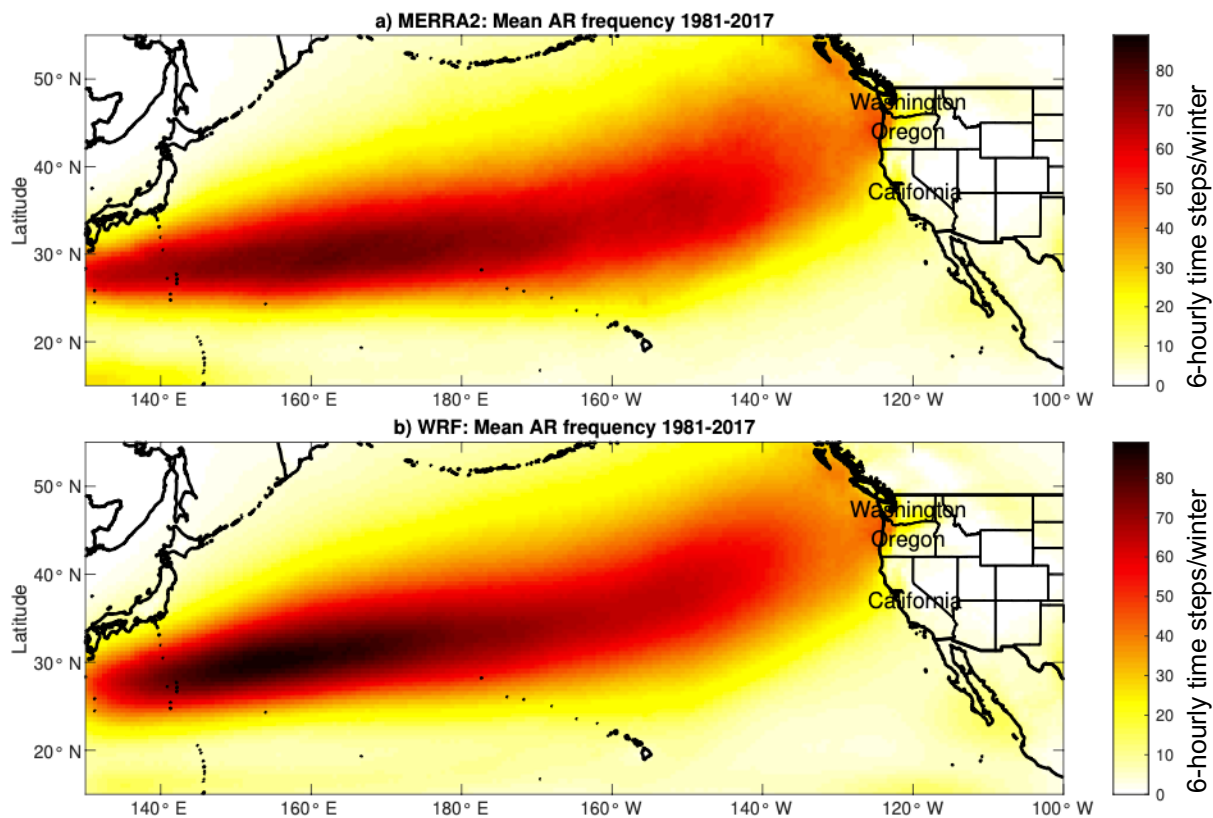 a) MERRA2: Mean AR frequency 1981-2017
50° N
40° N
30° N
20° N
Latitude
Washington
Oregon
California
140° E
160° E
180° E
160° W
140° W
120° W
100° W
80
70
60
50
40
30
20
10
0
6-hourly time steps/winter
b) WRF: Mean AR frequency 1981-2017
50° N
40° N
30° N
20° N
Latitude
Washington
Oregon
California
140° E
160° E
180° E
160° W
140° W
120° W
100° W
80
70
60
50
40
30
20
10
0
6-hourly time steps/winter